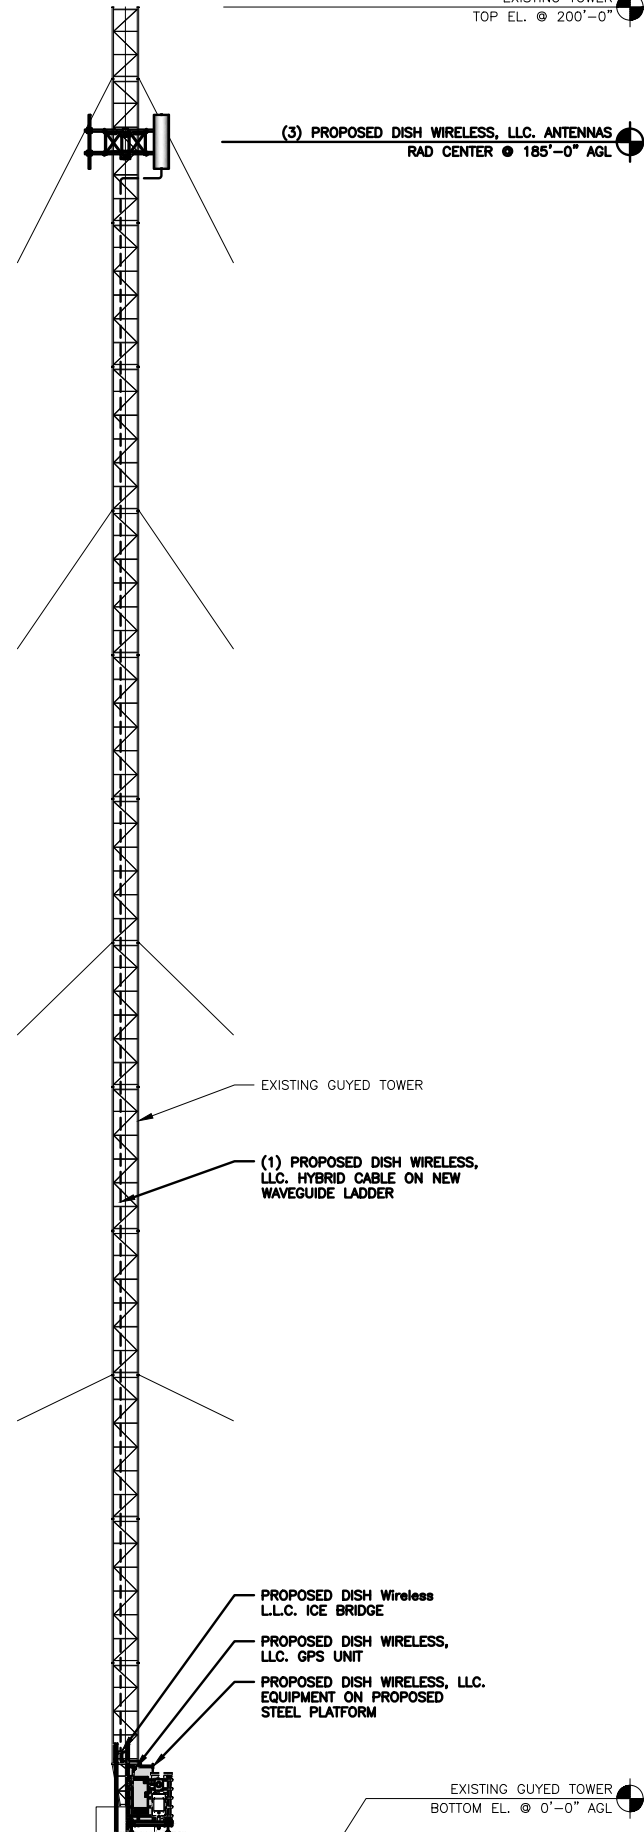 EXISTING TOWER
TOP EL. @ 200'-0"
(3) PROPOSED DISH WIRELESS, LLC. ANTENNAS
RAD CENTER @ 185'-0" AGL
EXISTING GUYED TOWER
(1) PROPOSED DISH WIRELESS,
LLC. HYBRID CABLE ON NEW
WAVEGUIDE LADDER
PROPOSED DISH Wireless
L.L.C. ICE BRIDGE
PROPOSED DISH WIRELESS,
LLC. GPS UNIT
PROPOSED DISH WIRELESS, LLC.
EQUIPMENT ON PROPOSED
STEEL PLATFORM
EXISTING GUYED TOWER
BOTTOM EL. @ 0'-0" AGL